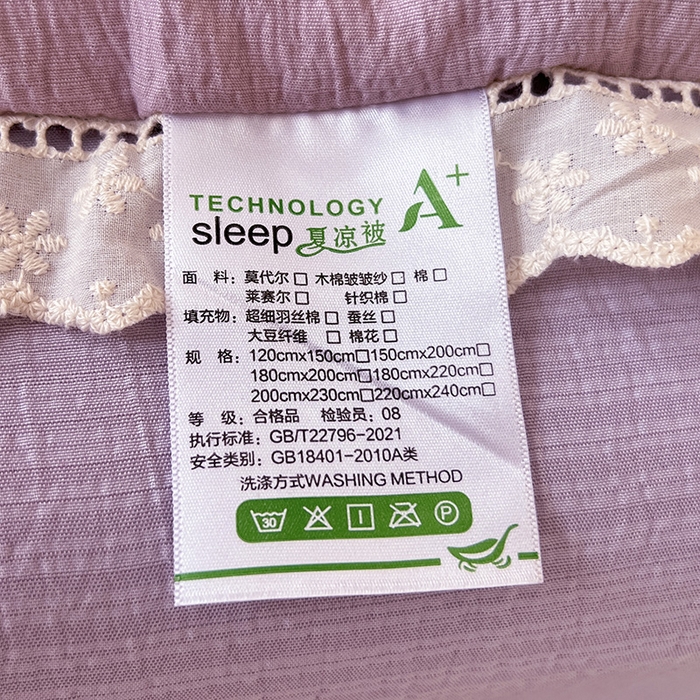 A+
TECHNOLOGY
sleep 夏凉被
面 料: 莫代尔□ 木棉皱皱纱□ 棉□
莱赛尔□ 针织棉□
填充物: 超细羽丝棉□ 蚕丝□
大豆纤维 □ 棉花□
规 格: 120cmx150cm□150cmx200cm□
180cmx200cm□180cmx220cm□
200cmx230cm□220cmx240cm□
等 级: 合格品 检验员: 08
执行标准: GB/T22796-2021
安全类别: GB18401-2010A类
洗涤方式WASHING METHOD
30 P